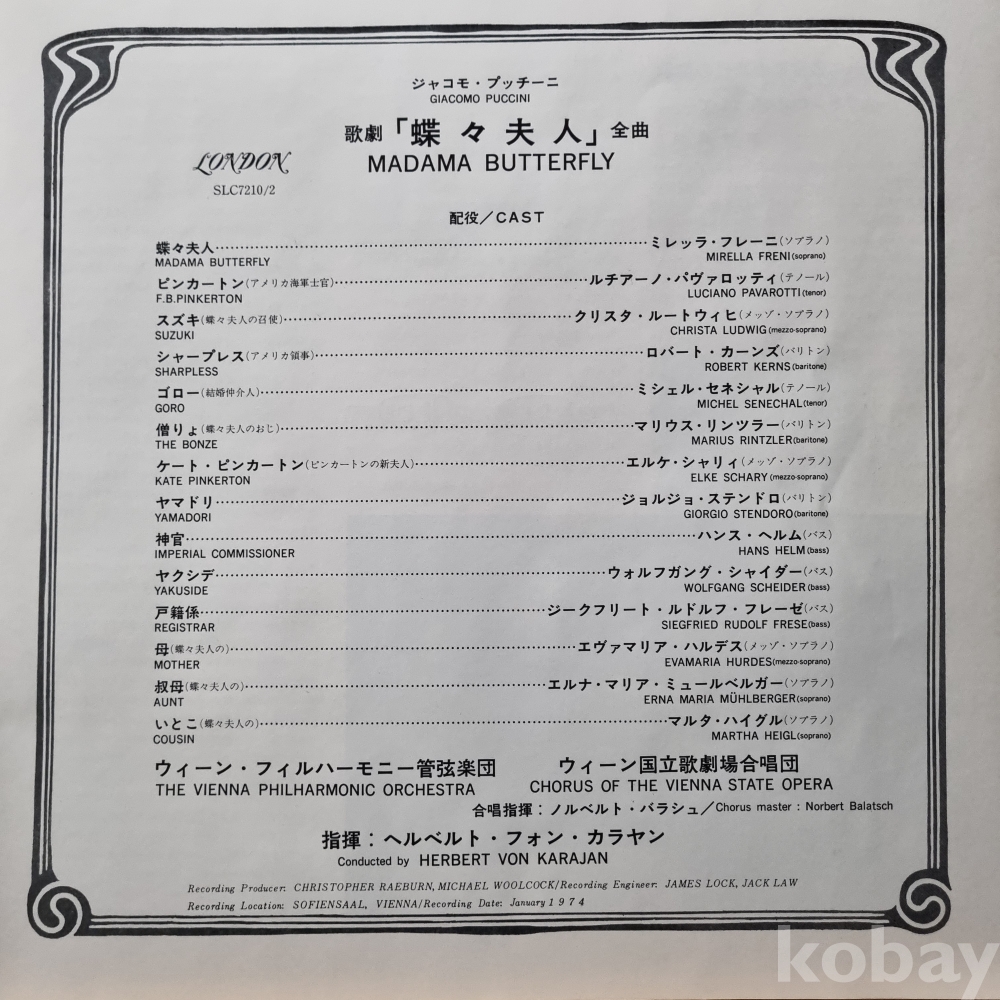 ジャコモ・プッチーニ
GIACOMO PUCCINI
歌劇「蝶々夫人」全曲
MADAMA BUTTERFLY
LONDON
SLC7210/2
配役/CAST
蝶々夫人……ミレッラ・フレーニ(ソプラノ)
MADAMA BUTTERFLY MIRELLA FRENI(soprano)
ピンカートン(アメリカ海軍士官)……ルチアーノ・パヴァロッティ(テノール)
F.B.PINKERTON LUCIANO PAVAROTTI(tenor)
スズキ(蝶々夫人の召使)……クリスタ・ルートウィヒ(メッゾ・ソプラノ)
SUZUKI CHRISTA LUDWIG(mezzo-soprano)
シャープレス(アメリカ領事)……ロバート・カーンズ(バリトン)
SHARPLESS ROBERT KERNS(baritone)
ゴロー(結婚仲介人)……ミシェル・セネシャル(テノール)
GORO MICHEL SENECHAL(tenor)
僧りょ(蝶々夫人のおじ)……マリウス・リンツラー(バリトン)
THE BONZE MARIUS RINTZLER(baritone)
ケート・ピンカートン(ピンカートンの新夫人)……エルケ・シャリィ(メッゾ・ソプラノ)
KATE PINKERTON ELKE SCHARY(mezzo-soprano)
ヤマドリ……ジョルジョ・ステンドロ(バリトン)
YAMADORI GIORGIO STENDORO(baritone)
神官……ハンス・ヘルム(バス)
IMPERIAL COMMISSIONER HANS HELM(bass)
ヤクシデ……ウォルフガング・シャイダー(バス)
YAKUSIDE WOLFGANG SCHEIDER(bass)
戸籍係……ジークフリート・ルドルフ・フレーゼ(バス)
REGISTRAR SIEGFRIED RUDOLF FRESE(bass)
母(蝶々夫人の)……エヴァマリア・ハルデス(メッゾ・ソプラノ)
MOTHER EVAMARIA HURDES(mezzo-soprano)
叔母(蝶々夫人の)……エルナ・マリア・ミュールベルガー(ソプラノ)
AUNT ERNA MARIA MÜHLBERGER(soprano)
いとこ(蝶々夫人の)……マルタ・ハイグル(ソプラノ)
COUSIN MARTHA HEIGL(soprano)
ウィーン・フィルハーモニー管弦楽団 ウィーン国立歌劇場合唱団
THE VIENNA PHILHARMONIC ORCHESTRA CHORUS OF THE VIENNA STATE OPERA
合唱指揮:ノルベルト・バラシュ/Chorus master : Norbert Balatsch
指揮:ヘルベルト・フォン・カラヤン
Conducted by HERBERT VON KARAJAN
Recording Producer: CHRISTOPHER RAEBURN, MICHAEL WOOLCOCK/Recording Engineer: JAMES LOCK, JACK LAW
Recording Location: SOFIENSAAL, VIENNA/Recording Date: January 1974
kobay